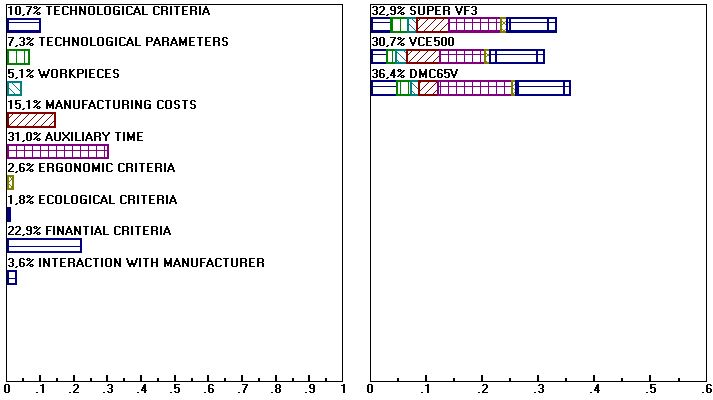 10,7% TECHNOLOGICAL CRITERIA
7,3% TECHNOLOGICAL PARAMETERS
5,1% WORKPIECES
15,1% MANUFACTURING COSTS
31,0% AUXILIARY TIME
2,6% ERGONOMIC CRITERIA
1,8% ECOLOGICAL CRITERIA
22,9% FINANTIAL CRITERIA
3,6% INTERACTION WITH MANUFACTURER
0 .1 .2 .3 .4 .5 .6 .7 .8 .9 1
32,9% SUPER VF3
30,7% VCE500
36,4% DMC65V
0 .1 .2 .3 .4 .5 .6